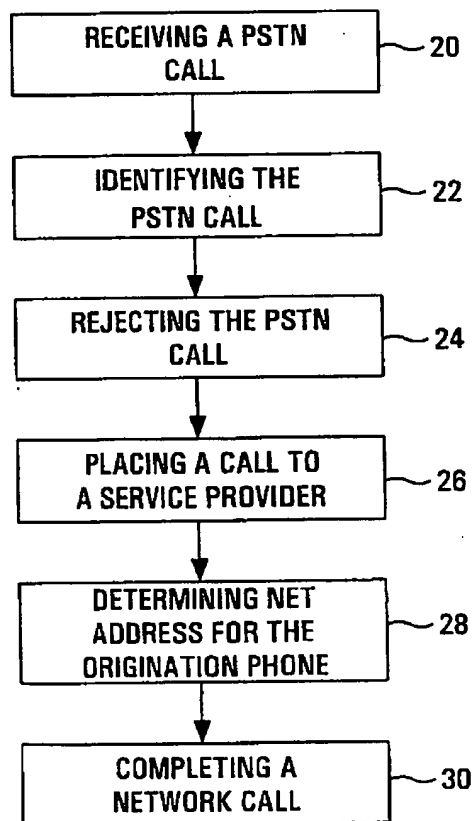 RECEIVING A PSTN
CALL
20
IDENTIFYING THE
PSTN CALL
22
REJECTING THE PSTN
CALL
24
PLACING A CALL TO
A SERVICE PROVIDER
26
DETERMINING NET
ADDRESS FOR THE
ORIGINATION PHONE
28
COMPLETING A
NETWORK CALL
30